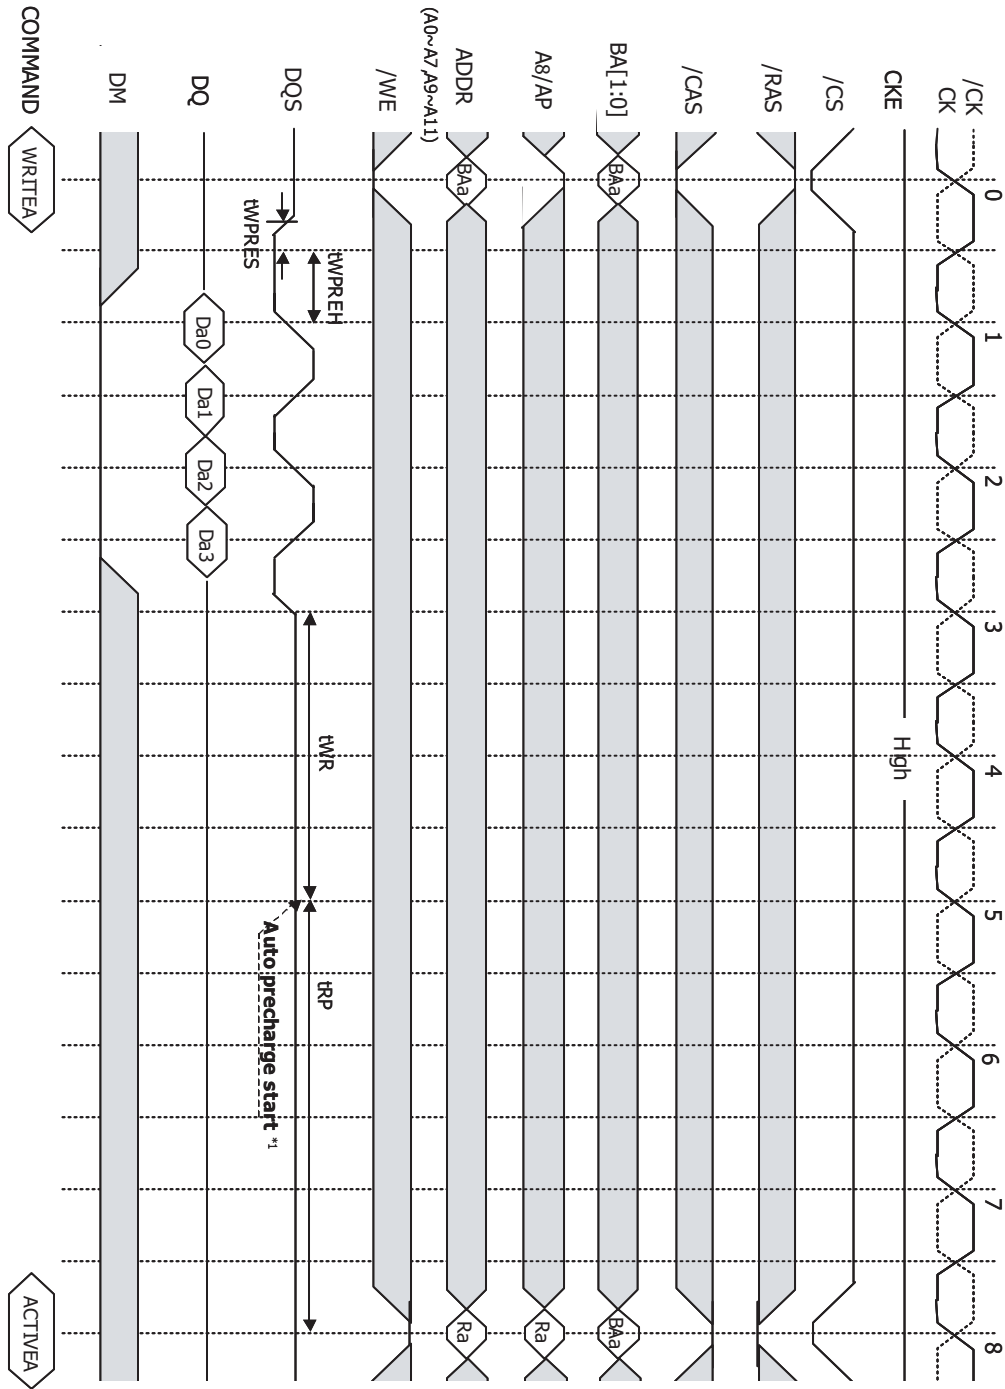 0 1 2 3 4 5 6 7 8
/CK
CK
CKE High
/CS
/RAS
/CAS
BA[1:0] BAa BAa
A8/AP Ra
ADDR BAa Ra
(A0~A7,A9~A11)
/WE
tWPREH tWR tRP
DQS
tWPRES Auto precharge start *1
DQ Da0 Da1 Da2 Da3
DM
COMMAND WRITEA ACTIVEA